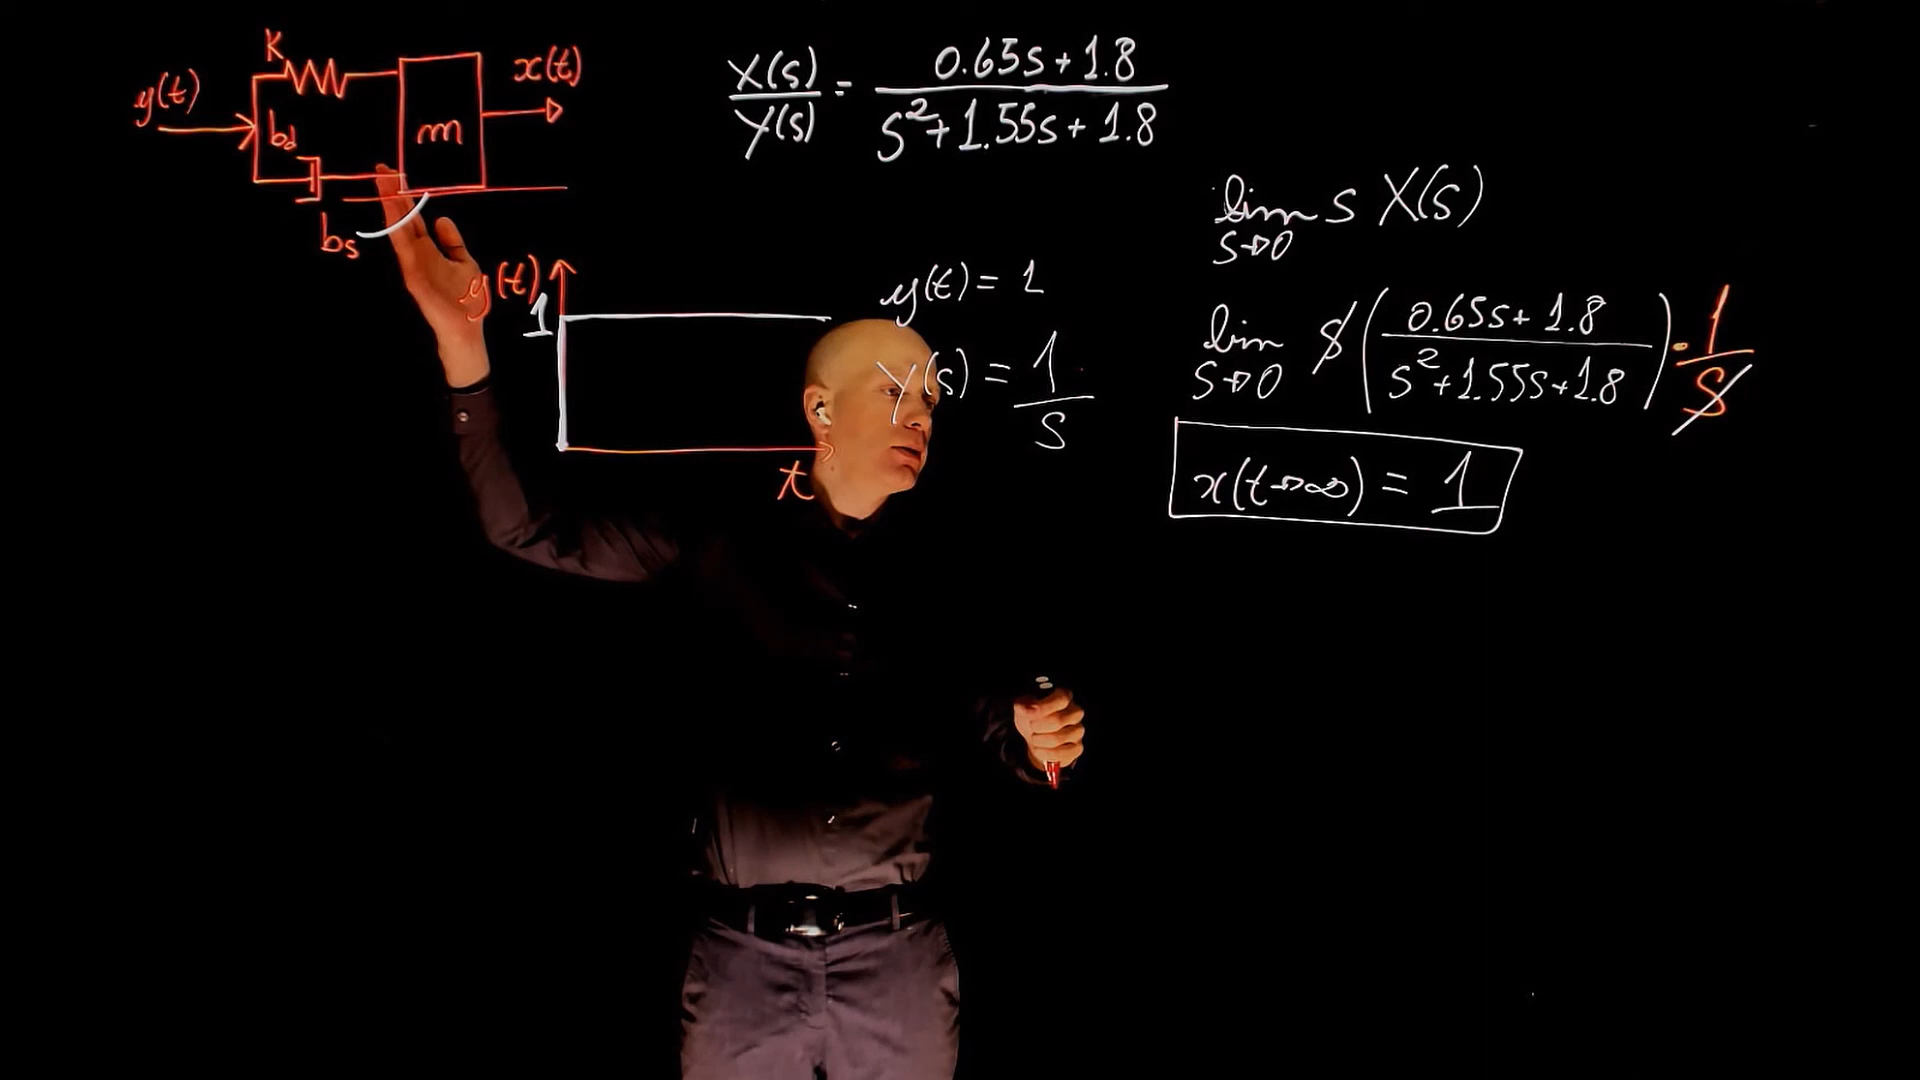 K
y(t)
x(t)
m
b_d
b_s
X(s)/Y(s) = (0.65s + 1.8)/(s² + 1.55s + 1.8)
y(t)
1
t
y(t) = 1
Y(s) = 1/s
lim s X(s)
s→0
lim s ((0.65s + 1.8)/(s² + 1.55s + 1.8)) · 1/s
s→0
x(t→∞) = 1